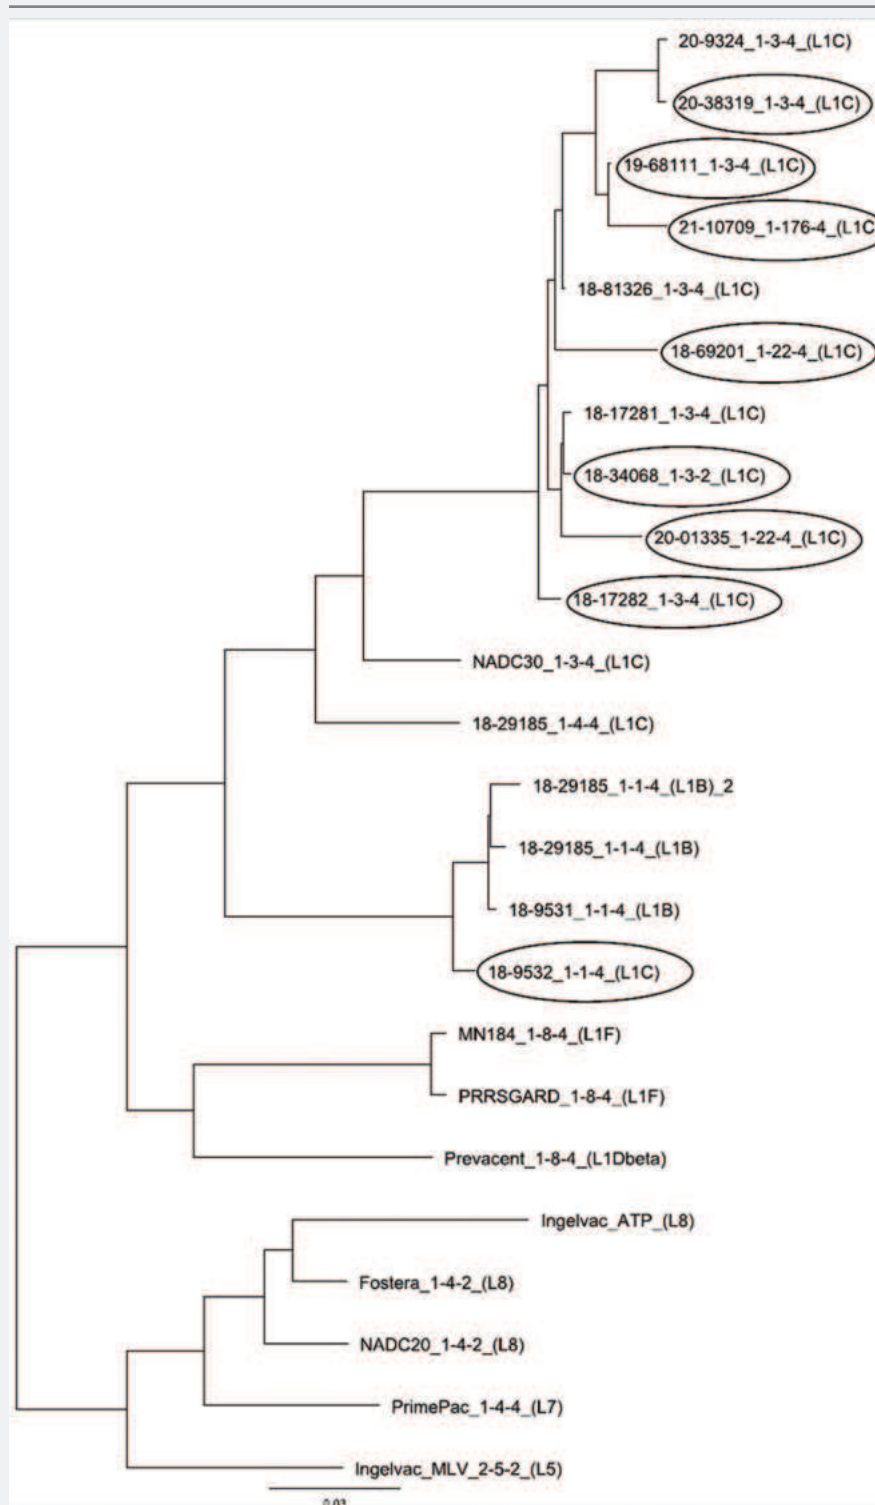 20-9324_1-3-4_(L1C)
20-38319_1-3-4_(L1C)
19-68111_1-3-4_(L1C)
21-10709_1-176-4_(L1C
18-81326_1-3-4_(L1C)
18-69201_1-22-4_(L1C)
18-17281_1-3-4_(L1C)
18-34068_1-3-2_(L1C)
20-01335_1-22-4_(L1C)
18-17282_1-3-4_(L1C)
NADC30_1-3-4_(L1C)
18-29185_1-4-4_(L1C)
18-29185_1-1-4_(L1B)_2
18-29185_1-1-4_(L1B)
18-9531_1-1-4_(L1B)
18-9532_1-1-4_(L1C)
MN184_1-8-4_(L1F)
PRRSGARD_1-8-4_(L1F)
Prevacent_1-8-4_(L1Dbeta)
Ingelvac_ATP_(L8)
Fostera_1-4-2_(L8)
NADC20_1-4-2_(L8)
PrimePac_1-4-4_(L7)
Ingelvac_MLV_2-5-2_(L5)
0.03